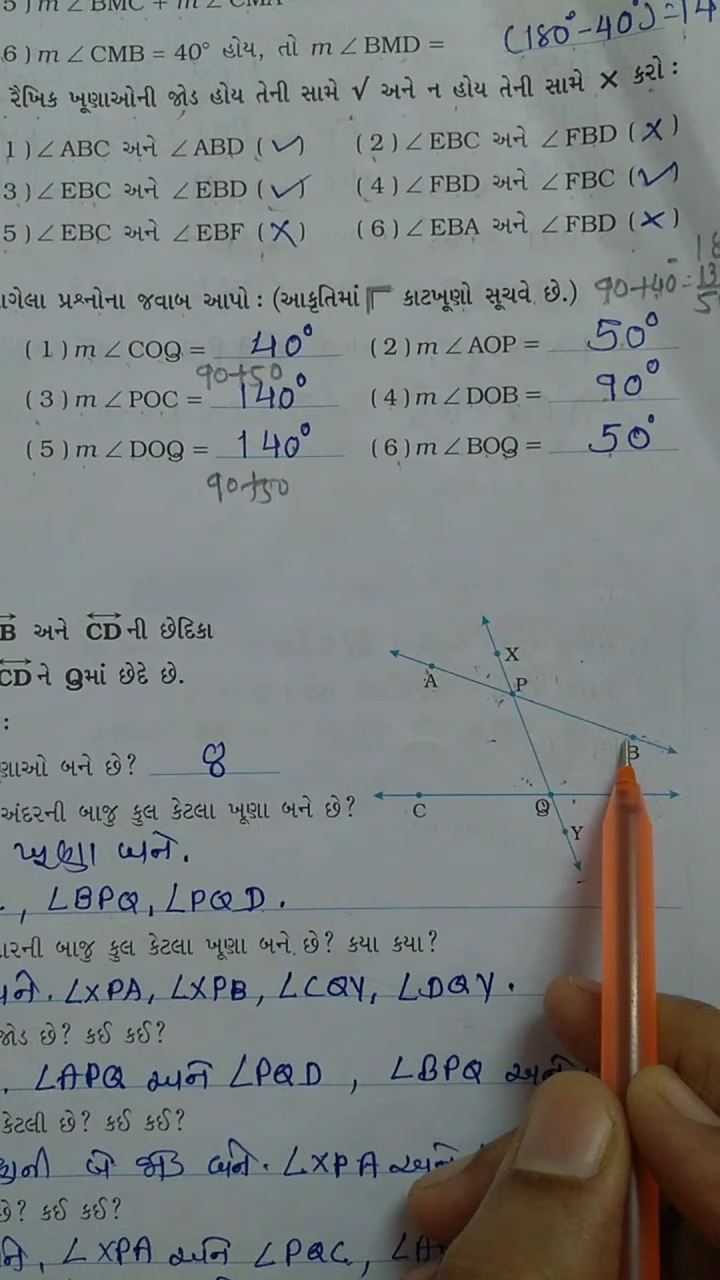 6 ) m ∠ CMB = 40° હોય, તો m ∠ BMD = (180°-40°)=14
રૈખિક ખૂણાઓની જોડ હોય તેની સામે √ અને ન હોય તેની સામે × કરો :
1 ) ∠ ABC અને ∠ ABD ( ✓ ) ( 2 ) ∠ EBC અને ∠ FBD ( × )
3 ) ∠ EBC અને ∠ EBD ( ✓ ) ( 4 ) ∠ FBD અને ∠ FBC ( ✓ )
5 ) ∠ EBC અને ∠ EBF ( × ) ( 6 ) ∠ EBA અને ∠ FBD ( × )
ગેલા પ્રશ્નોના જવાબ આપો : (આકૃતિમાં કાટખૂણો સૂચવે છે.) 90+40=
( 1 ) m ∠ COQ = 40° ( 2 ) m ∠ AOP = 50°
90+50
( 3 ) m ∠ POC = 140° ( 4 ) m ∠ DOB = 90°
( 5 ) m ∠ DOQ = 140° ( 6 ) m ∠ BOQ = 50°
90+50
B અને CD ની છેદિકા
CD ને Q માં છેદે છે.
X
A
P
B
:
ણાઓ બને છે? 8
C
Q
Y
અંદરની બાજુ કુલ કેટલા ખૂણા બને છે?
ખૂણા બને.
, ∠BPQ, ∠PQD .
રની બાજુ કુલ કેટલા ખૂણા બને છે? કયા કયા?
ને. ∠XPA, ∠XPB, ∠CQY, ∠DQY .
જોડ છે? કઈ કઈ?
. ∠APQ અને ∠PQD , ∠BPQ અને
કેટલી છે? કઈ કઈ?
ની બે જોડ બને. ∠XPA અને
છે? કઈ કઈ?
ને, ∠XPA અને ∠PQC,